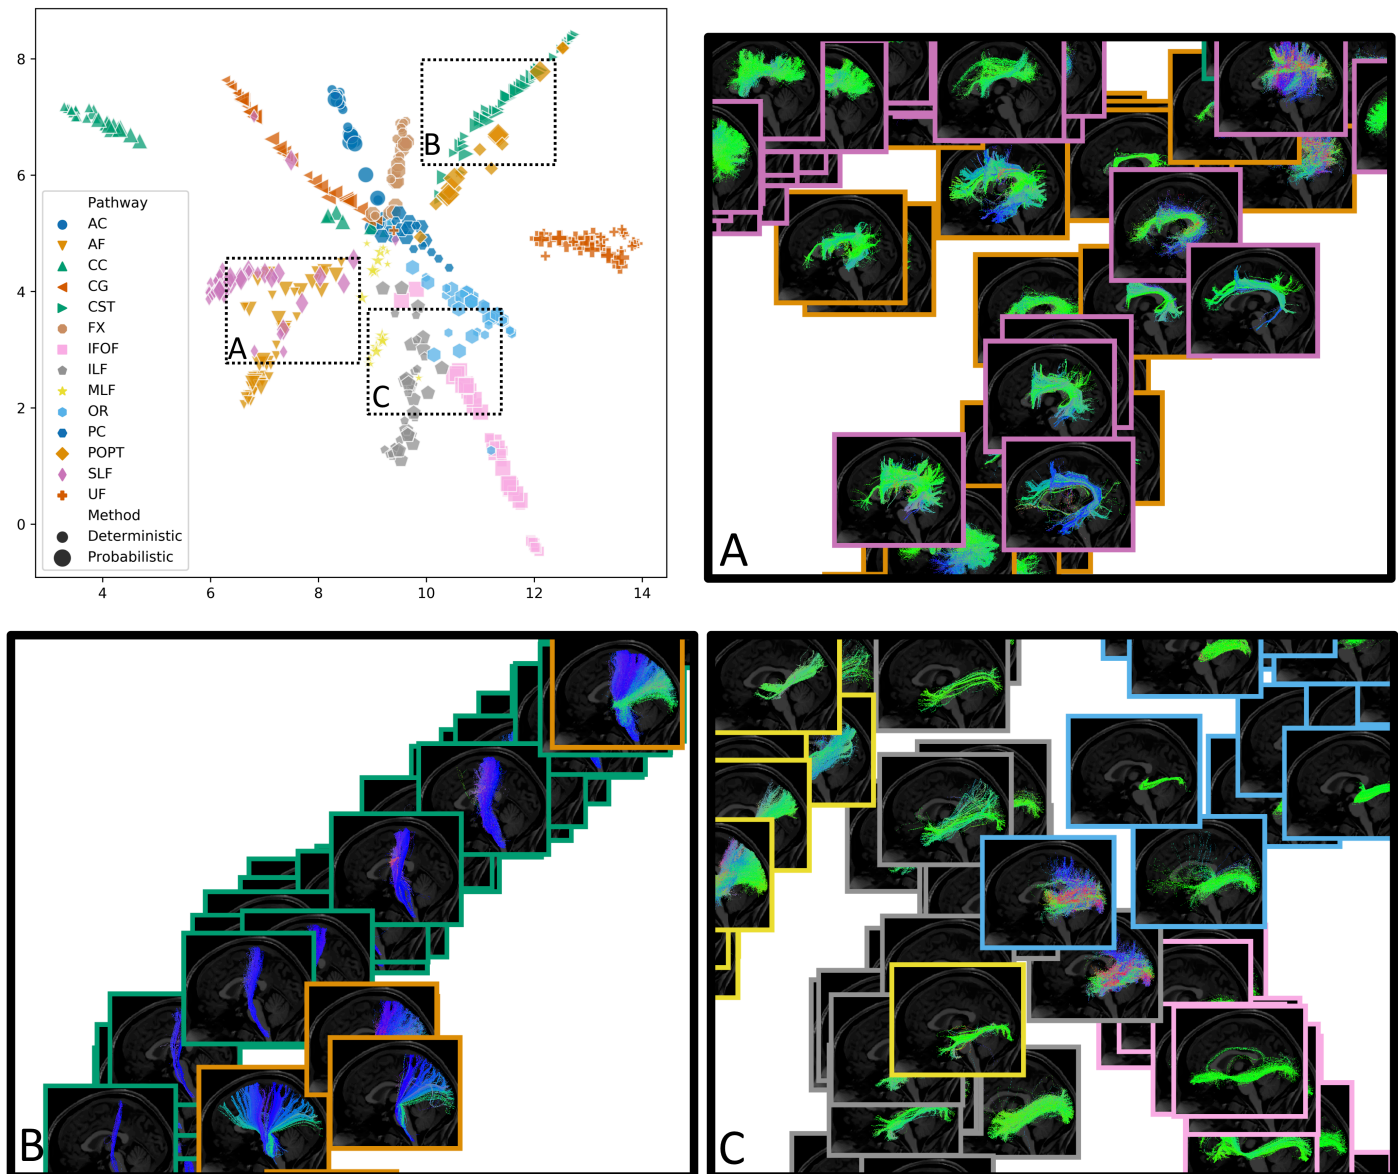 8
6
4
2
0
4
6
8
10
12
14
Pathway
AC
AF
CC
CG
CST
FX
IFOF
ILF
MLF
OR
PC
POPT
SLF
UF
Method
Deterministic
Probabilistic
B
A
C
A
B
C